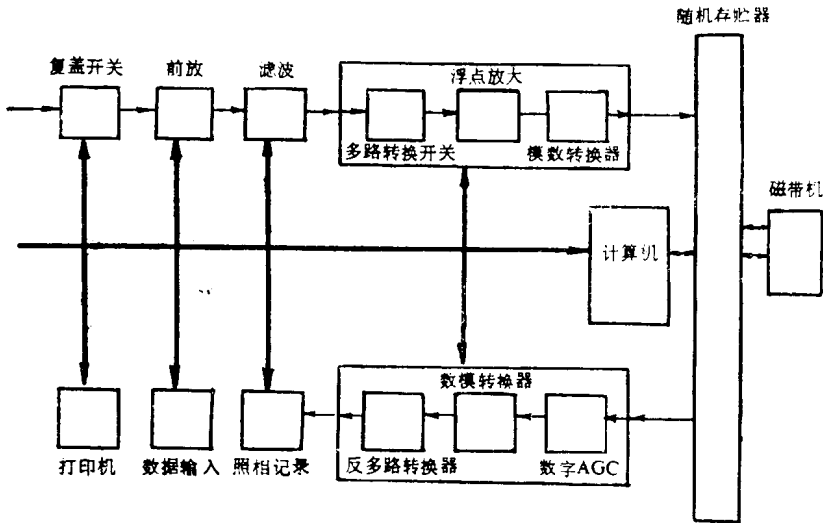 随机存贮器
复盖开关
前放
滤波
浮点放大
多路转换开关
模数转换器
磁带机
计算机
数模转换器
反多路转换器
数字AGC
打印机
数据输入
照相记录